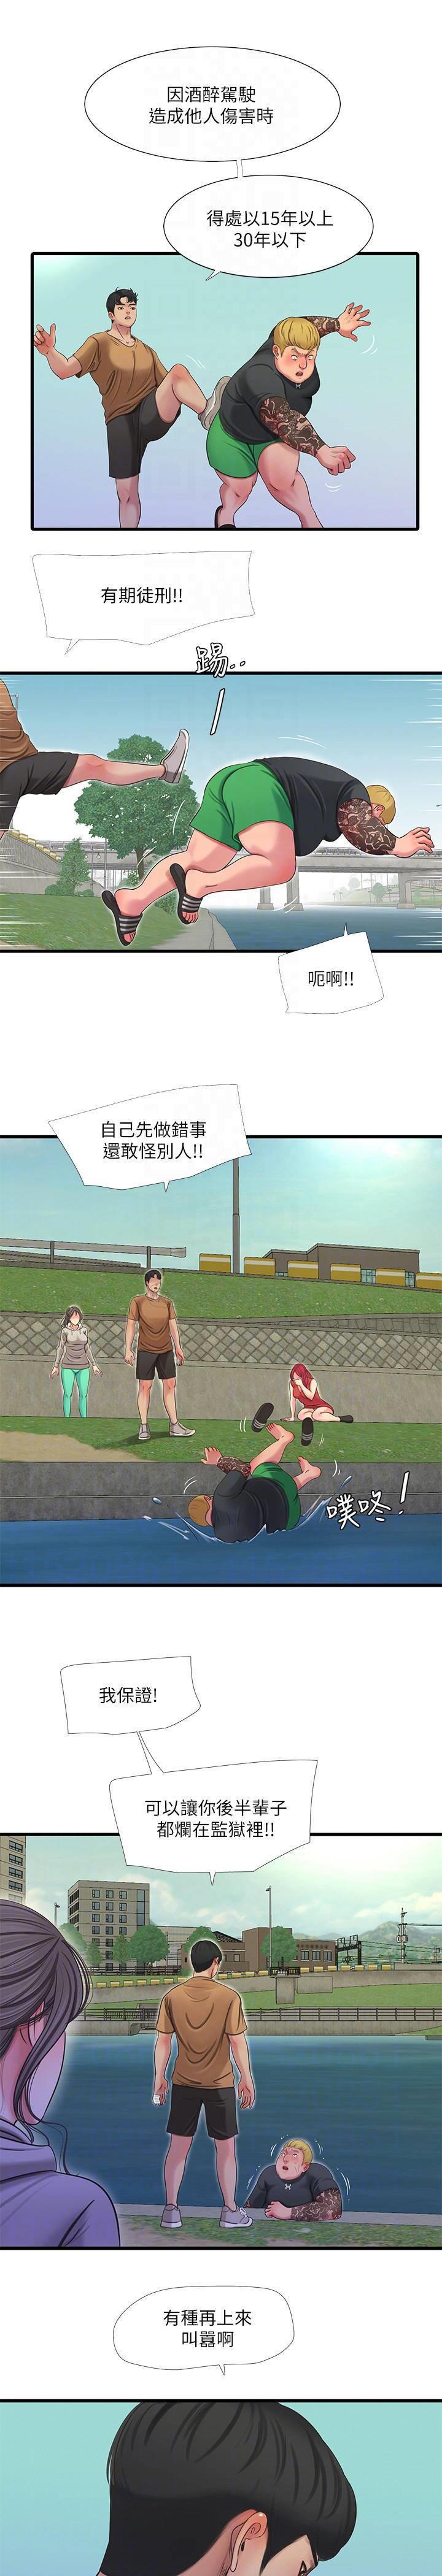 因酒醉駕駛
造成他人傷害時
得處以15年以上
30年以下
有期徒刑!!
踢..
呃啊!!
自己先做錯事
還敢怪別人!!
噗咚!
我保證!
可以讓你後半輩子
都爛在監獄裡!!
有種再上來
叫囂啊